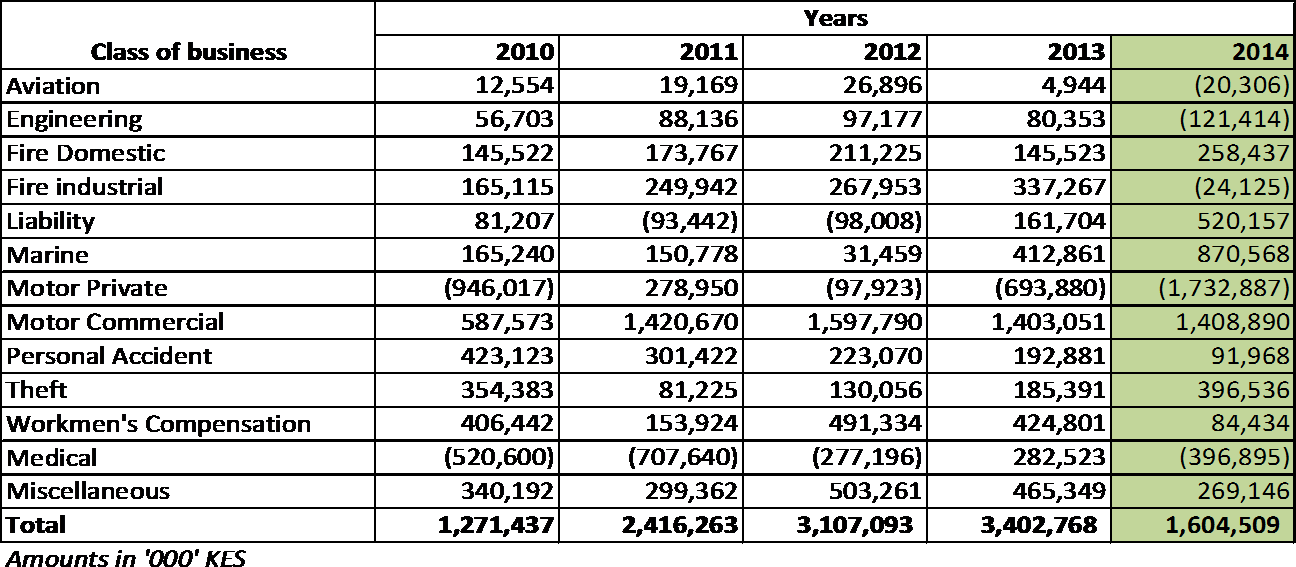 Years
Class of business 2010 2011 2012 2013 2014
Aviation 12,554 19,169 26,896 4,944 (20,306)
Engineering 56,703 88,136 97,177 80,353 (121,414)
Fire Domestic 145,522 173,767 211,225 145,523 258,437
Fire industrial 165,115 249,942 267,953 337,267 (24,125)
Liability 81,207 (93,442) (98,008) 161,704 520,157
Marine 165,240 150,778 31,459 412,861 870,568
Motor Private (946,017) 278,950 (97,923) (693,880) (1,732,887)
Motor Commercial 587,573 1,420,670 1,597,790 1,403,051 1,408,890
Personal Accident 423,123 301,422 223,070 192,881 91,968
Theft 354,383 81,225 130,056 185,391 396,536
Workmen's Compensation 406,442 153,924 491,334 424,801 84,434
Medical (520,600) (707,640) (277,196) 282,523 (396,895)
Miscellaneous 340,192 299,362 503,261 465,349 269,146
Total 1,271,437 2,416,263 3,107,093 3,402,768 1,604,509
Amounts in '000' KES